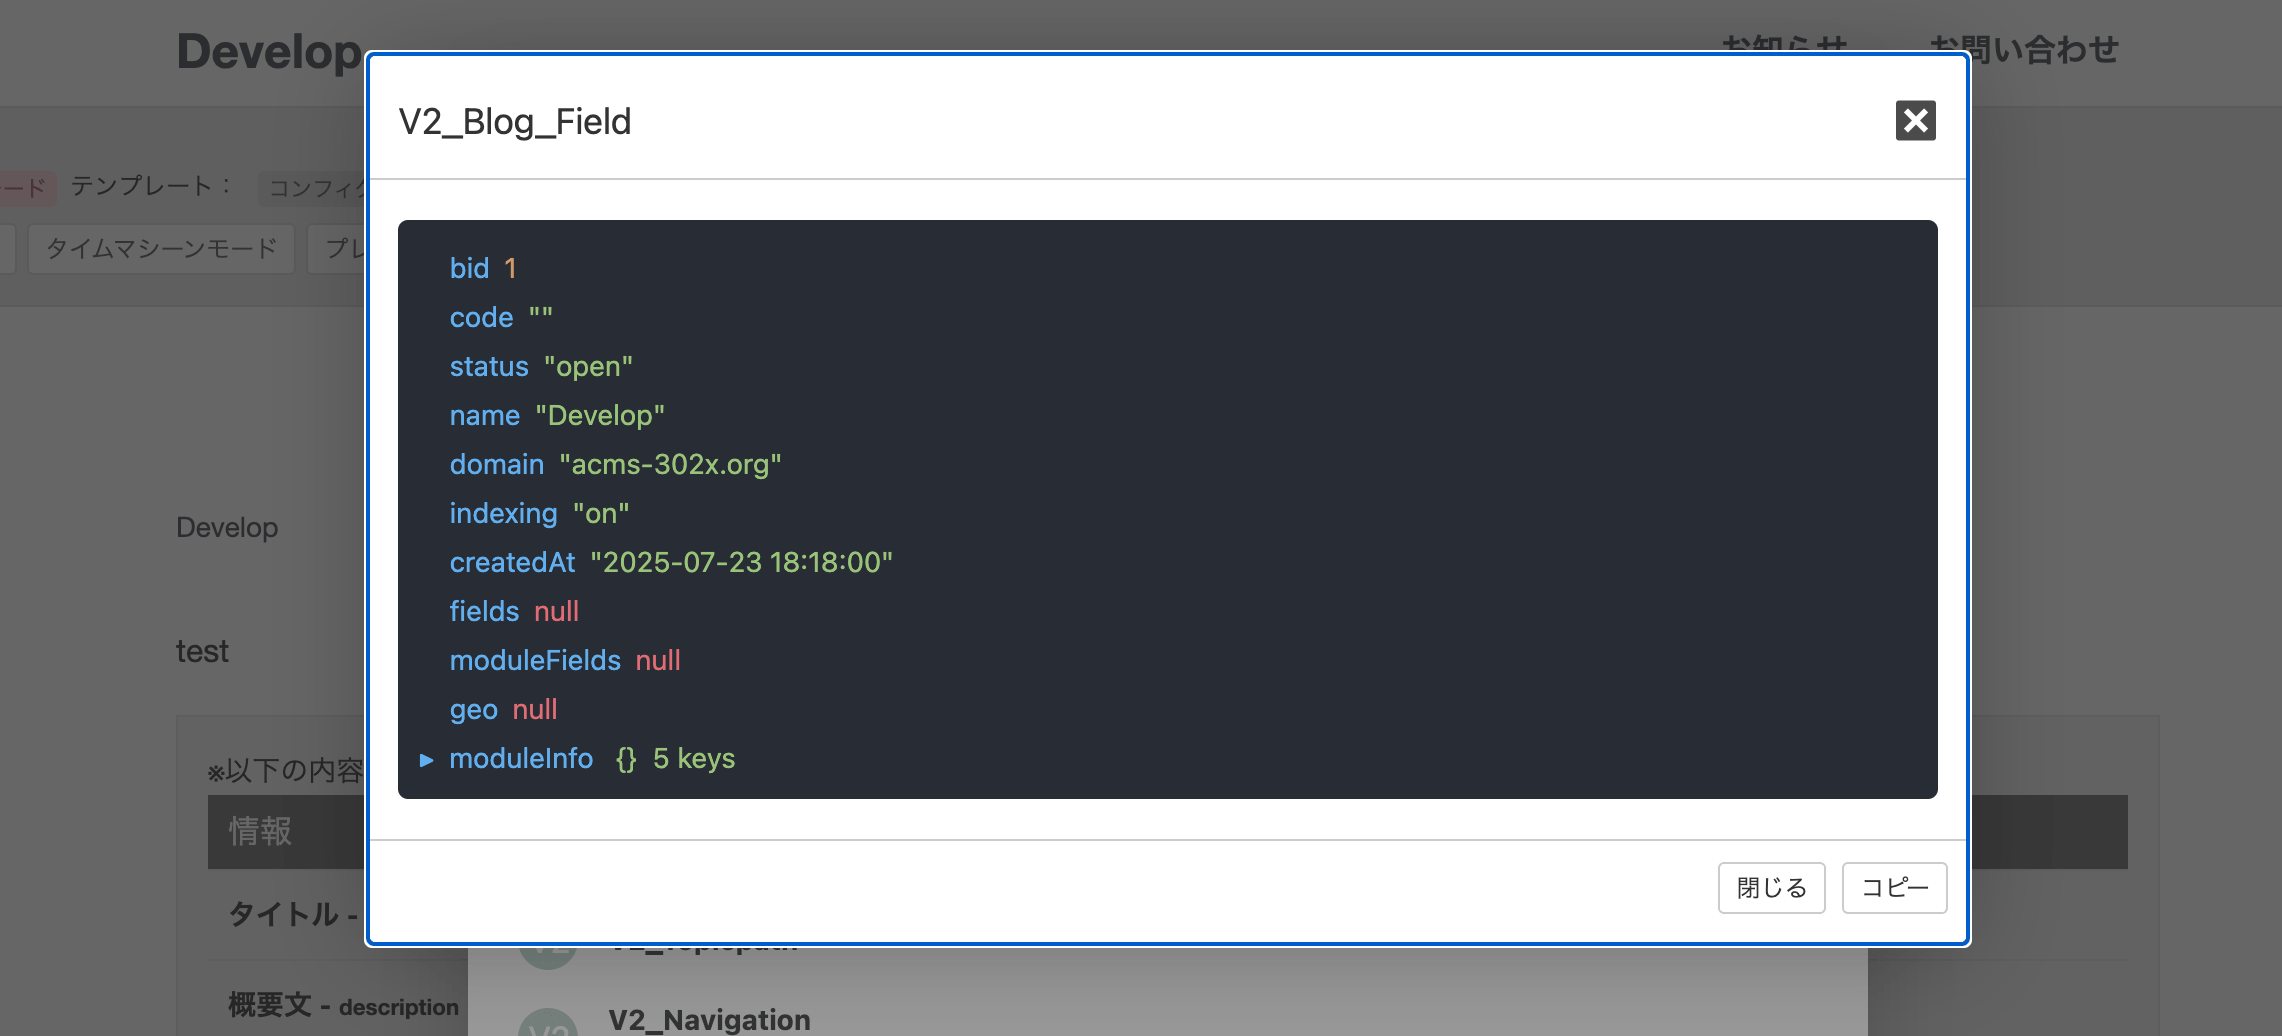 Develop
お知らせ
お問い合わせ
V2_Blog_Field
ード テンプレート： コンフィグ
タイムマシーンモード
プレ
bid 1
code ""
status "open"
name "Develop"
domain "acms-302x.org"
indexing "on"
createdAt "2025-07-23 18:18:00"
fields null
moduleFields null
geo null
moduleInfo {} 5 keys
Develop
test
※以下の内容
情報
タイトル -
閉じる
コピー
V2 V2_Topicpath
概要文 - description
V2 V2_Navigation